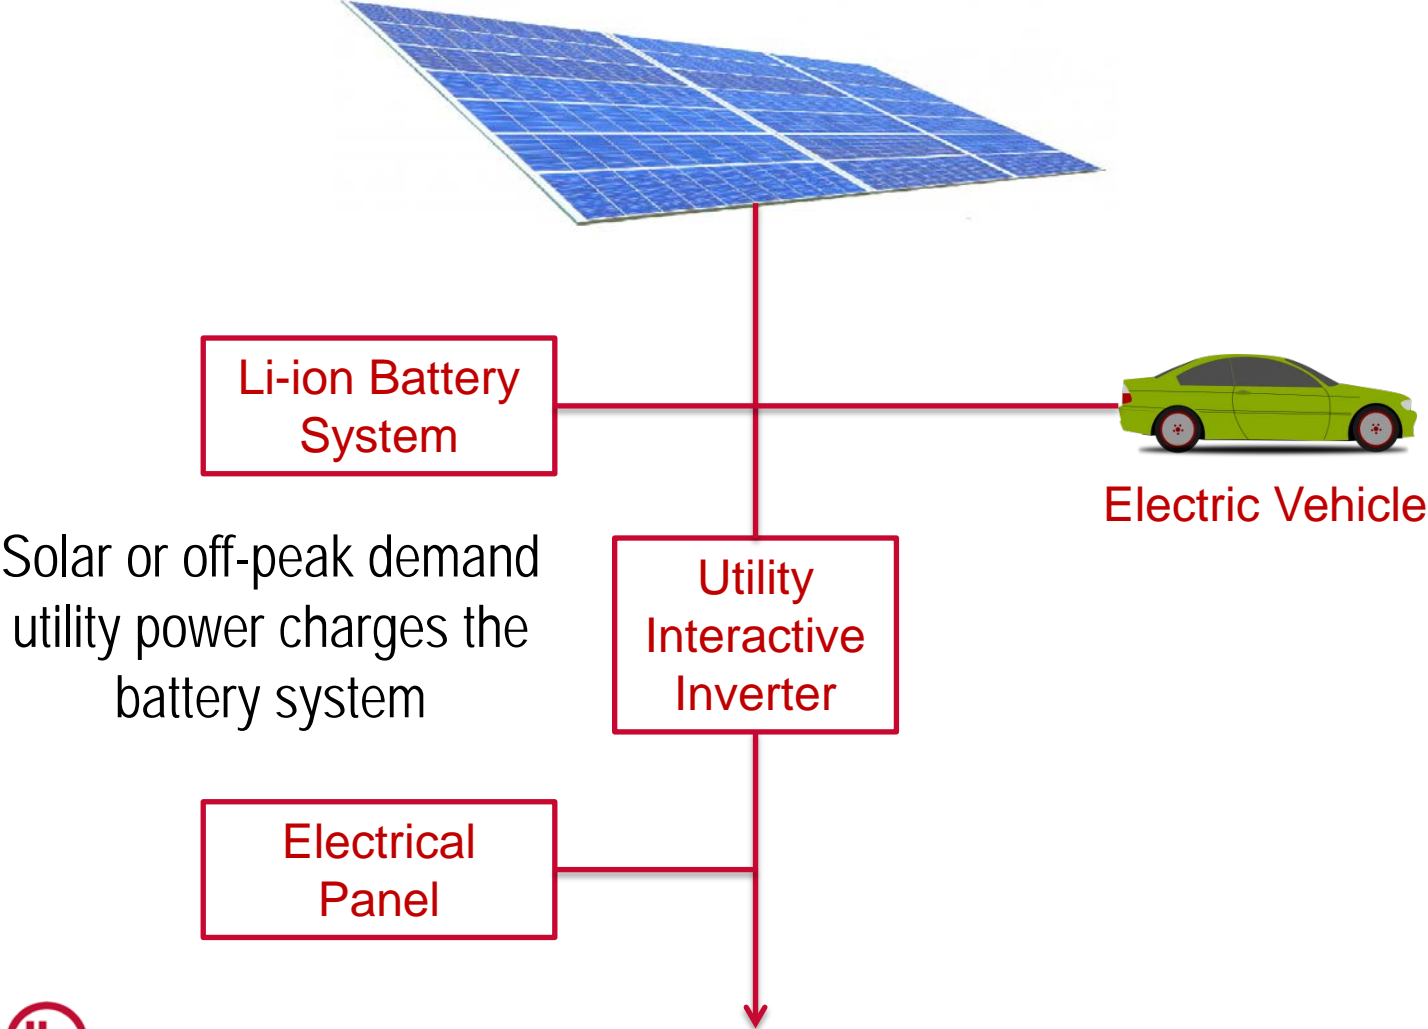 Li-ion Battery
System
Electric Vehicle
Solar or off-peak demand
utility power charges the
battery system
Utility
Interactive
Inverter
Electrical
Panel